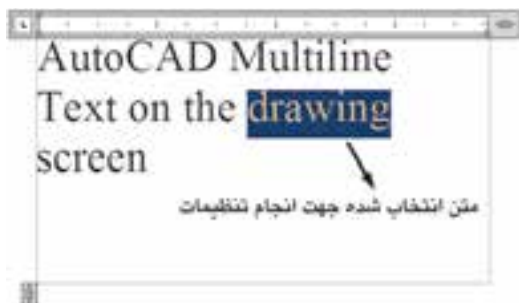 AutoCAD Multiline
Text on the drawing
screen
متن انتخاب شده جهت انجام تنظیمات